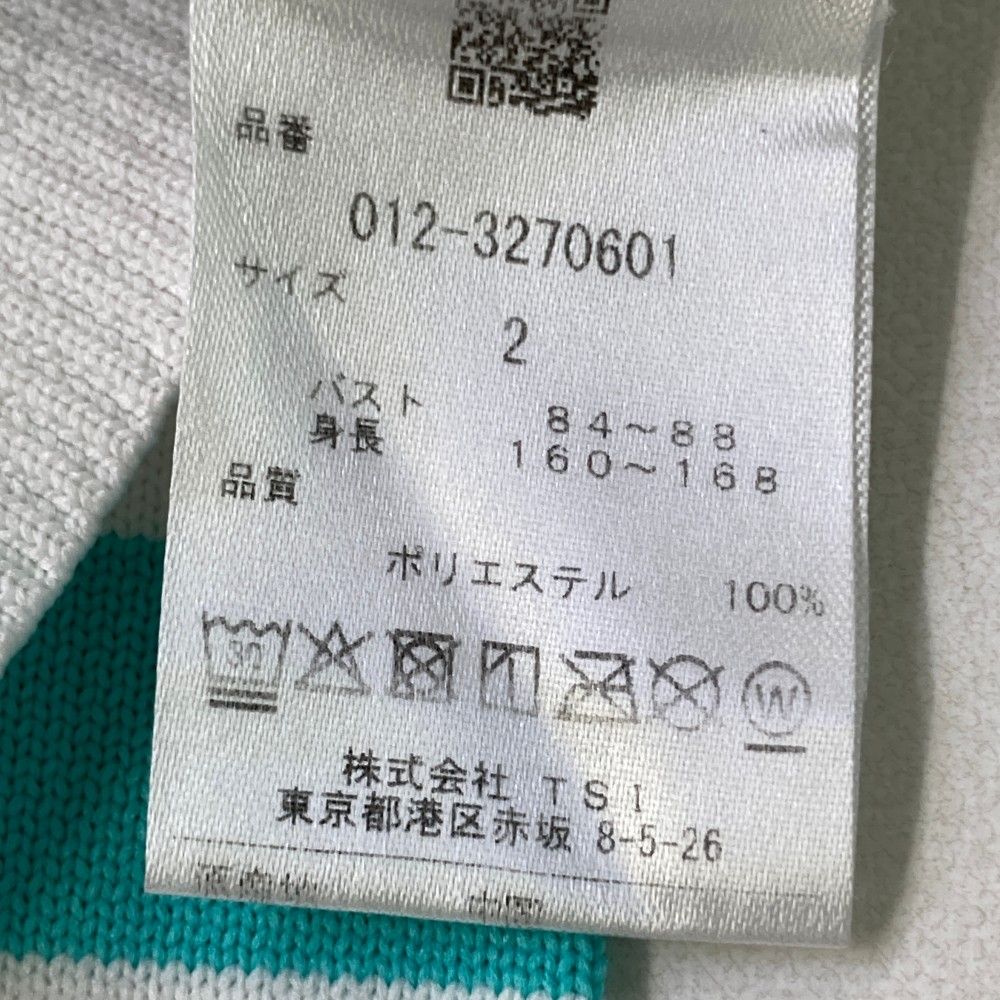 品番
012-3270601
サイズ
2
バスト 84～88
身長 160～168
品質
ポリエステル 100%
30
W
株式会社 TSI
東京都港区赤坂 8-5-26